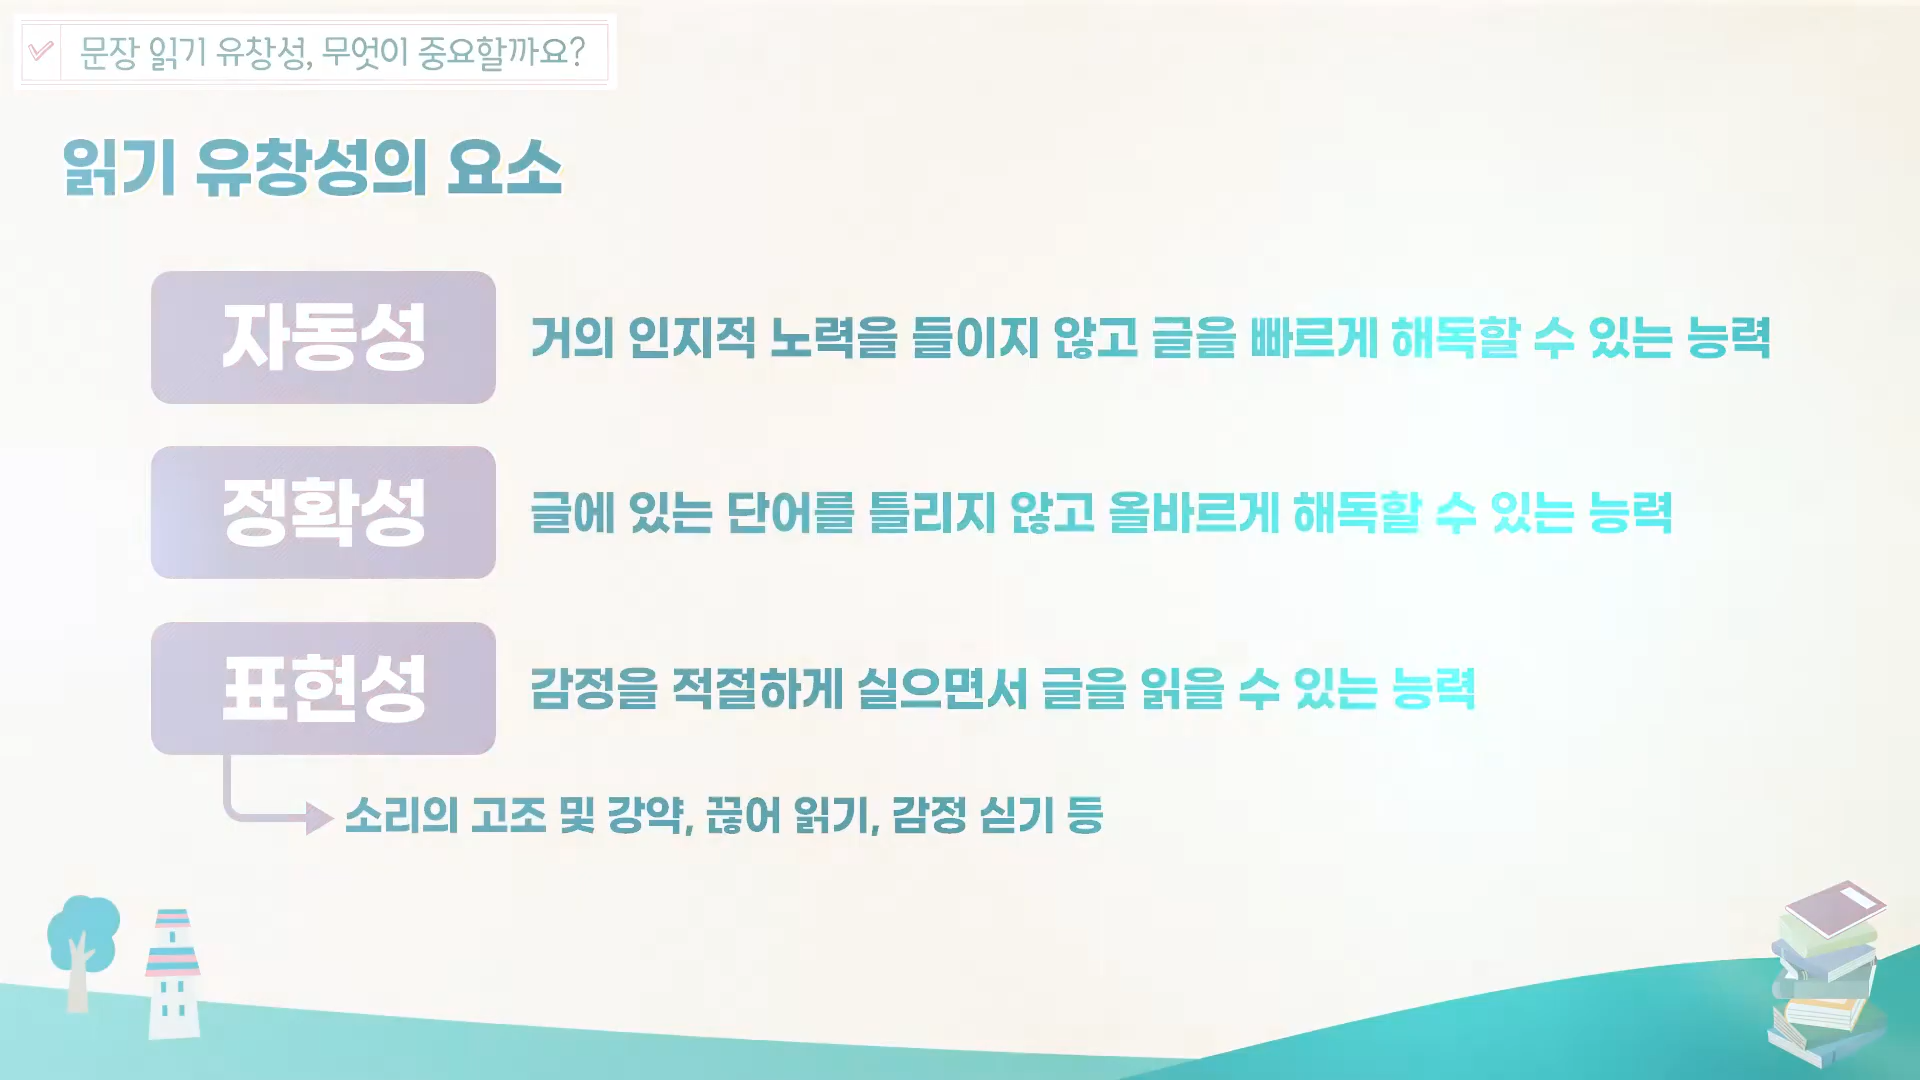 문장 읽기 유창성, 무엇이 중요할까요?
읽기 유창성의 요소
자동성
거의 인지적 노력을 들이지 않고 글을 빠르게 해독할 수 있는 능력
정확성
글에 있는 단어를 틀리지 않고 올바르게 해독할 수 있는 능력
표현성
감정을 적절하게 실으면서 글을 읽을 수 있는 능력
소리의 고조 및 강약, 끊어 읽기, 감정 싣기 등